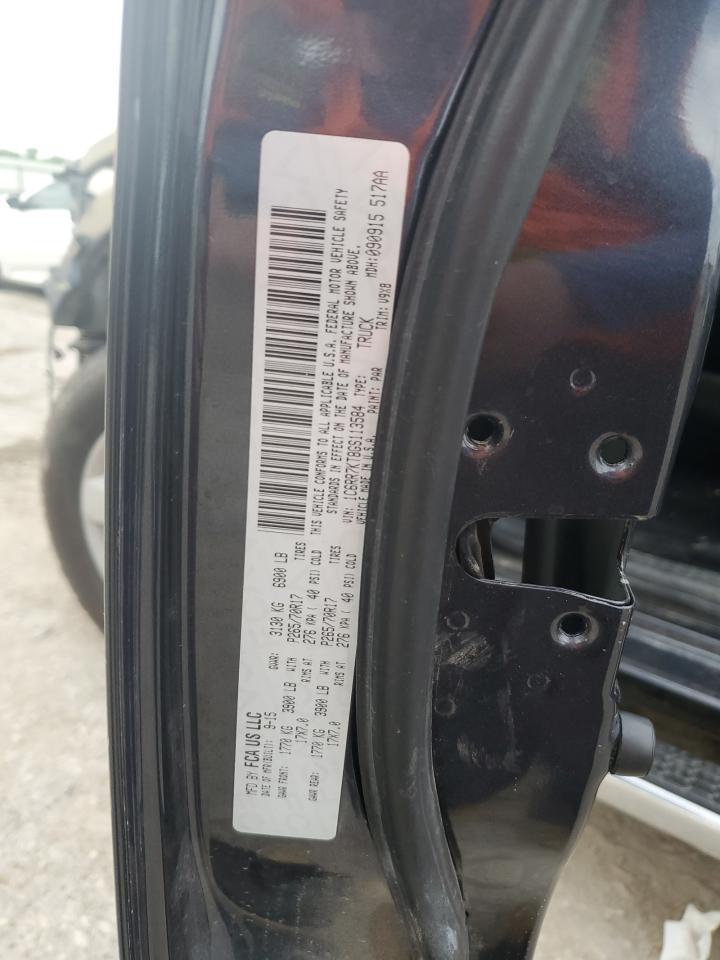 MFD BY FCA US LLC
DATE OF MFR(BUILT): 9-15 GVWR: 3130 KG 6900 LB
GAWR FRONT: 1770 KG 3900 LB WITH P265/70R17 TIRES
17X7.0 RIMS AT 276 KPA ( 40 PSI) COLD
GAWR REAR: 1770 KG 3900 LB WITH P265/70R17 TIRES
17X7.0 RIMS AT 276 KPA ( 40 PSI) COLD
THIS VEHICLE CONFORMS TO ALL APPLICABLE U.S.A. FEDERAL MOTOR VEHICLE SAFETY
STANDARDS IN EFFECT ON THE DATE OF MANUFACTURE SHOWN ABOVE.
VIN: 1C6RR7KT8GS113584 TYPE: TRUCK MDH:090915 517AA
VEHICLE MADE IN U.S.A. PAINT: PAR TRIM: V9X8